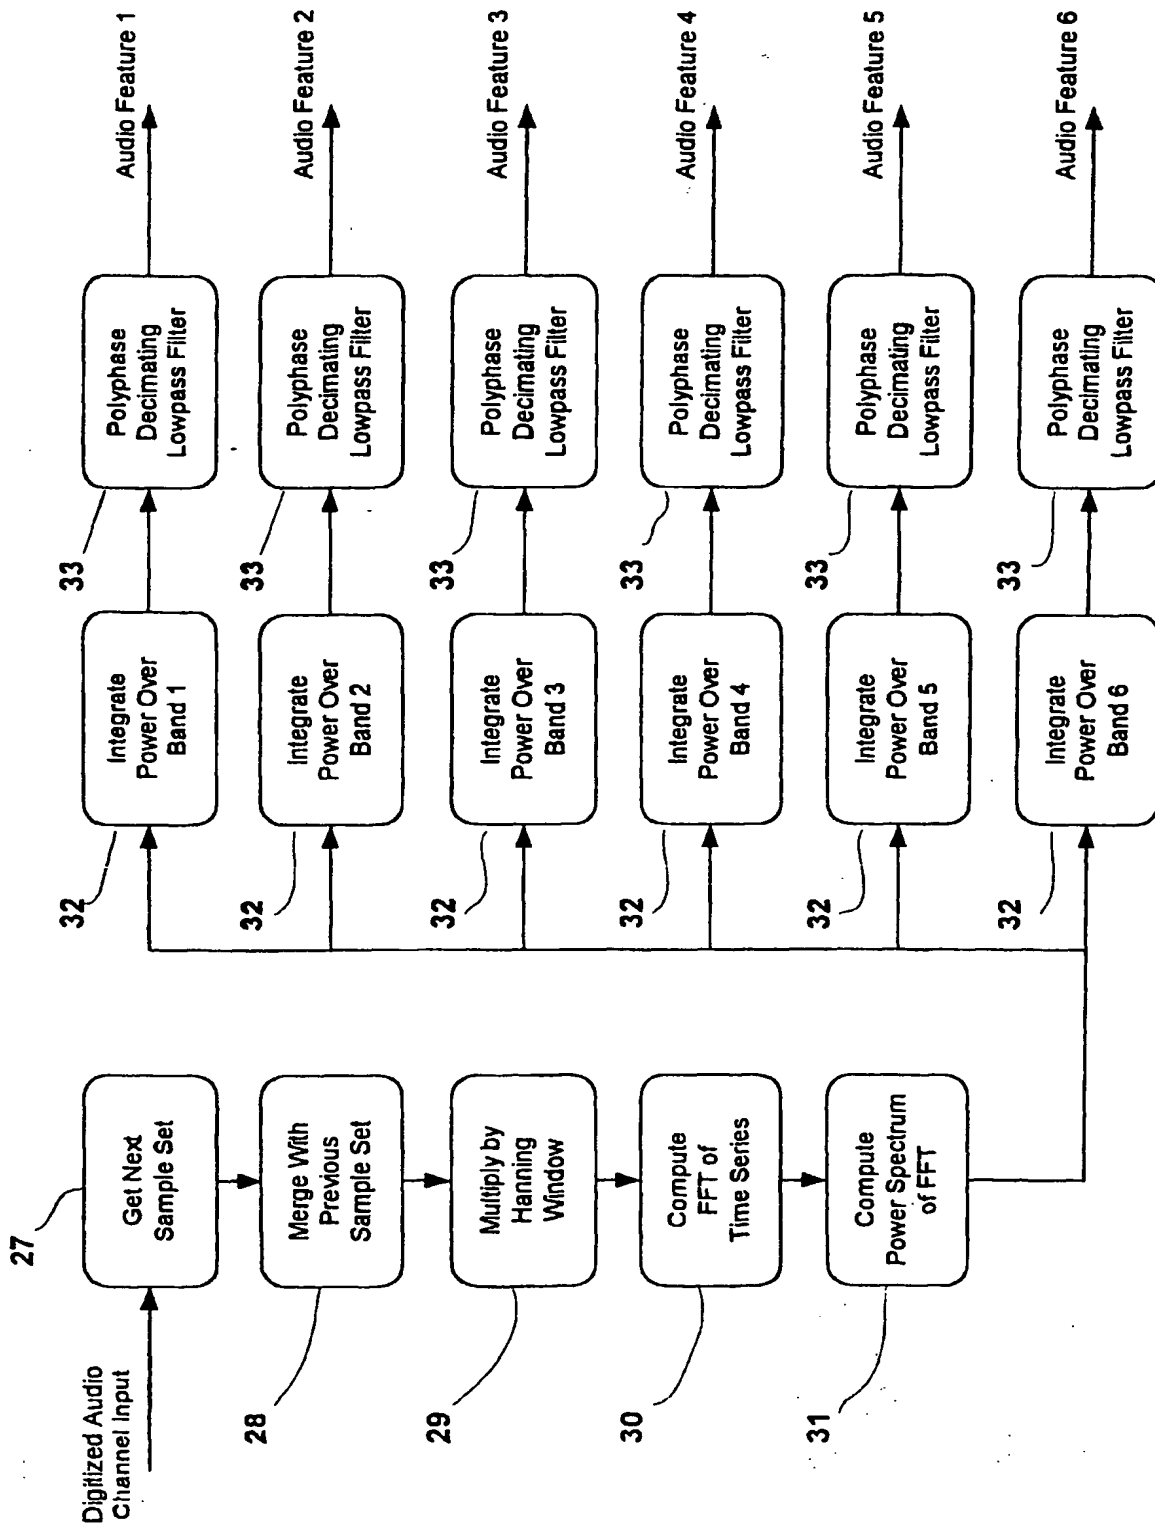 Digitized Audio
Channel Input
27
Get Next
Sample Set
28
Merge With
Previous
Sample Set
29
Multiply by
Hanning
Window
30
Compute
FFT of
Time Series
31
Compute
Power Spectrum
of FFT
32
Integrate
Power Over
Band 1
33
Polyphase
Decimating
Lowpass Filter
Audio Feature 1
32
Integrate
Power Over
Band 2
33
Polyphase
Decimating
Lowpass Filter
Audio Feature 2
32
Integrate
Power Over
Band 3
33
Polyphase
Decimating
Lowpass Filter
Audio Feature 3
32
Integrate
Power Over
Band 4
33
Polyphase
Decimating
Lowpass Filter
Audio Feature 4
32
Integrate
Power Over
Band 5
33
Polyphase
Decimating
Lowpass Filter
Audio Feature 5
32
Integrate
Power Over
Band 6
33
Polyphase
Decimating
Lowpass Filter
Audio Feature 6